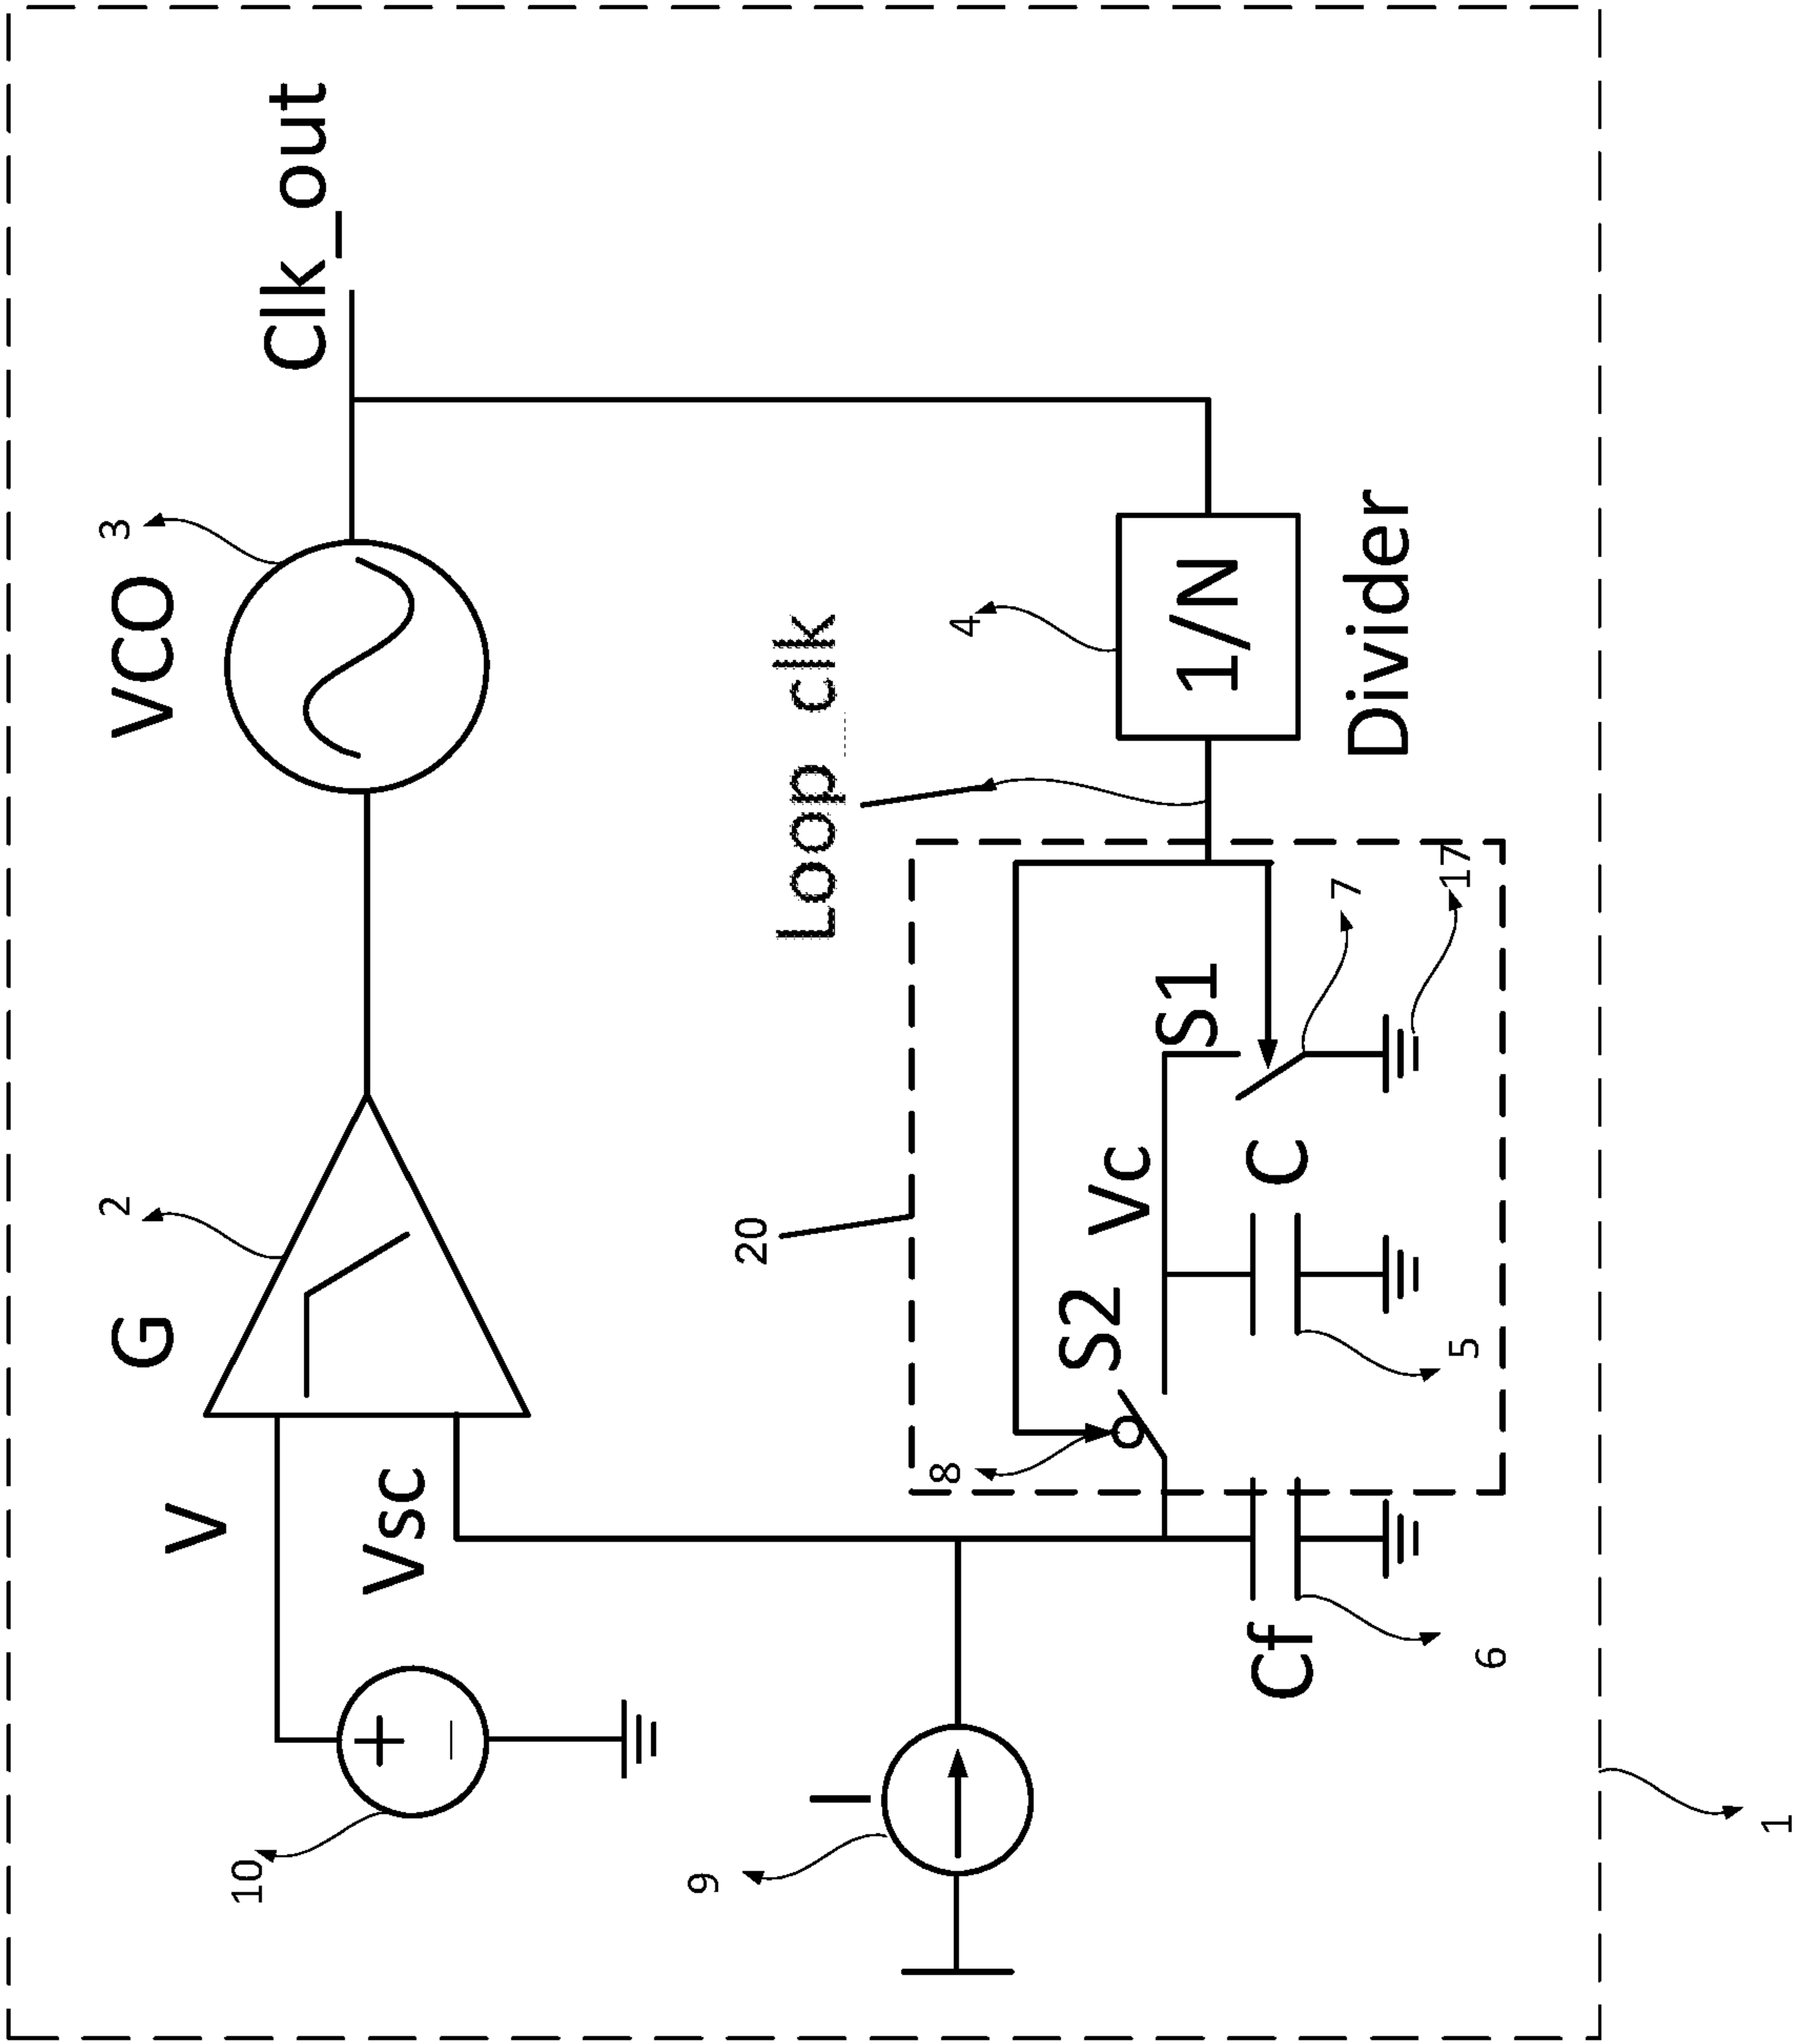 VCO
3
G
2
Clk_out
V
Vsc
10
+
−
Loop_clk
4
1/N
Divider
20
I
9
S2
8
Vc
S1
C
7
17
5
Cf
6
1